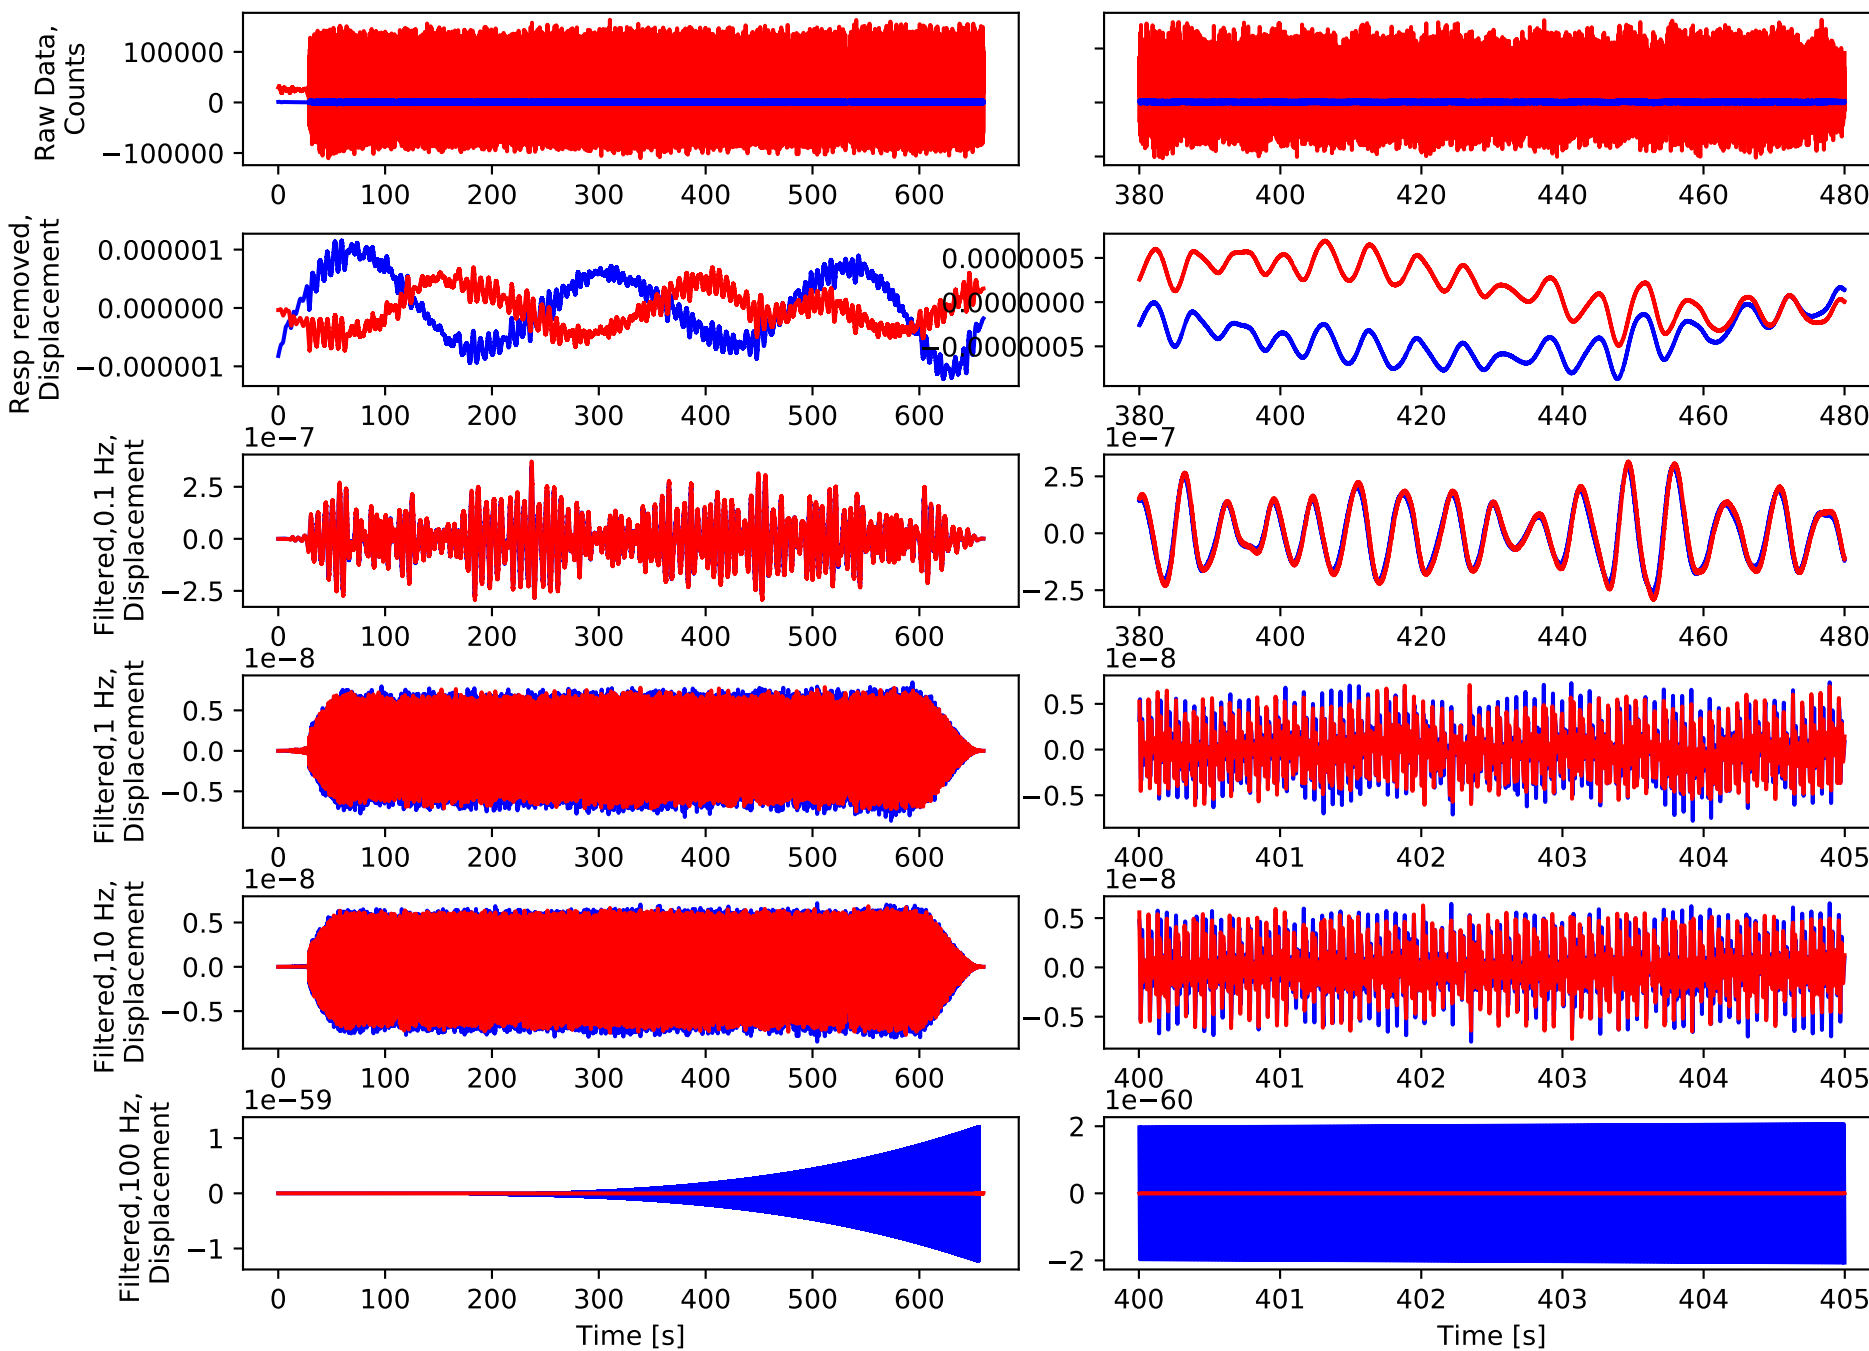 Raw Data,
Counts
100000
0
−100000
0 100 200 300 400 500 600
380 400 420 440 460 480
Resp removed,
Displacement
0.000001
0.000000
−0.000001
0 100 200 300 400 500 600
0.0000005
0.0000000
−0.0000005
380 400 420 440 460 480
Filtered,0.1 Hz,
Displacement
1e−7
2.5
0.0
−2.5
0 100 200 300 400 500 600
1e−7
2.5
0.0
−2.5
380 400 420 440 460 480
Filtered,1 Hz,
Displacement
1e−8
0.5
0.0
−0.5
0 100 200 300 400 500 600
1e−8
0.5
0.0
−0.5
400 401 402 403 404 405
Filtered,10 Hz,
Displacement
1e−8
0.5
0.0
−0.5
0 100 200 300 400 500 600
1e−8
0.5
0.0
−0.5
400 401 402 403 404 405
Filtered,100 Hz,
Displacement
1e−59
1
0
−1
0 100 200 300 400 500 600
Time [s]
1e−60
2
0
−2
400 401 402 403 404 405
Time [s]